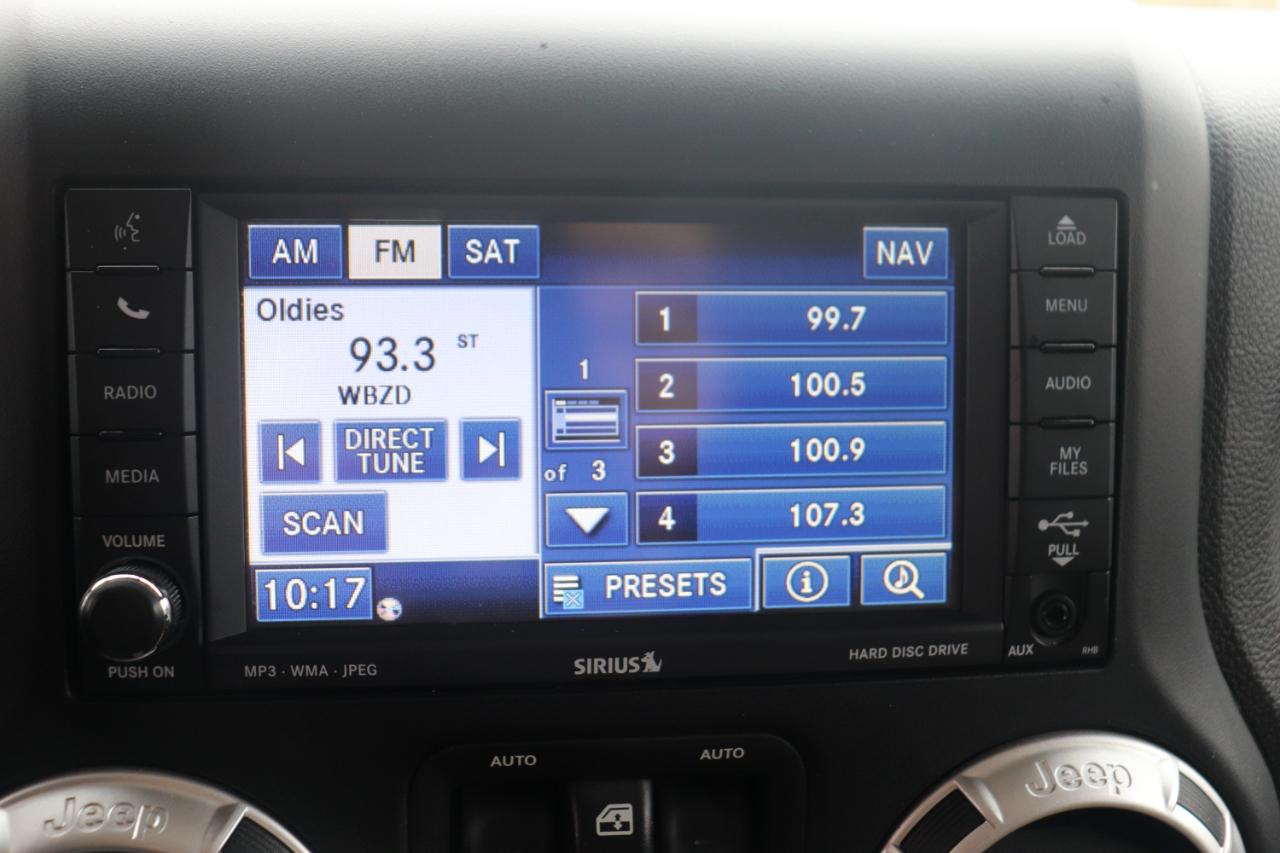 AM FM SAT NAV
LOAD
MENU
AUDIO
MY
FILES
PULL
AUX
RHB
RADIO
MEDIA
VOLUME
PUSH ON
Oldies
93.3 ST
WBZD
DIRECT
TUNE
SCAN
10:17
1
of 3
1 99.7
2 100.5
3 100.9
4 107.3
PRESETS
i
MP3 · WMA · JPEG
SIRIUS
HARD DISC DRIVE
AUTO AUTO
Jeep
Jeep